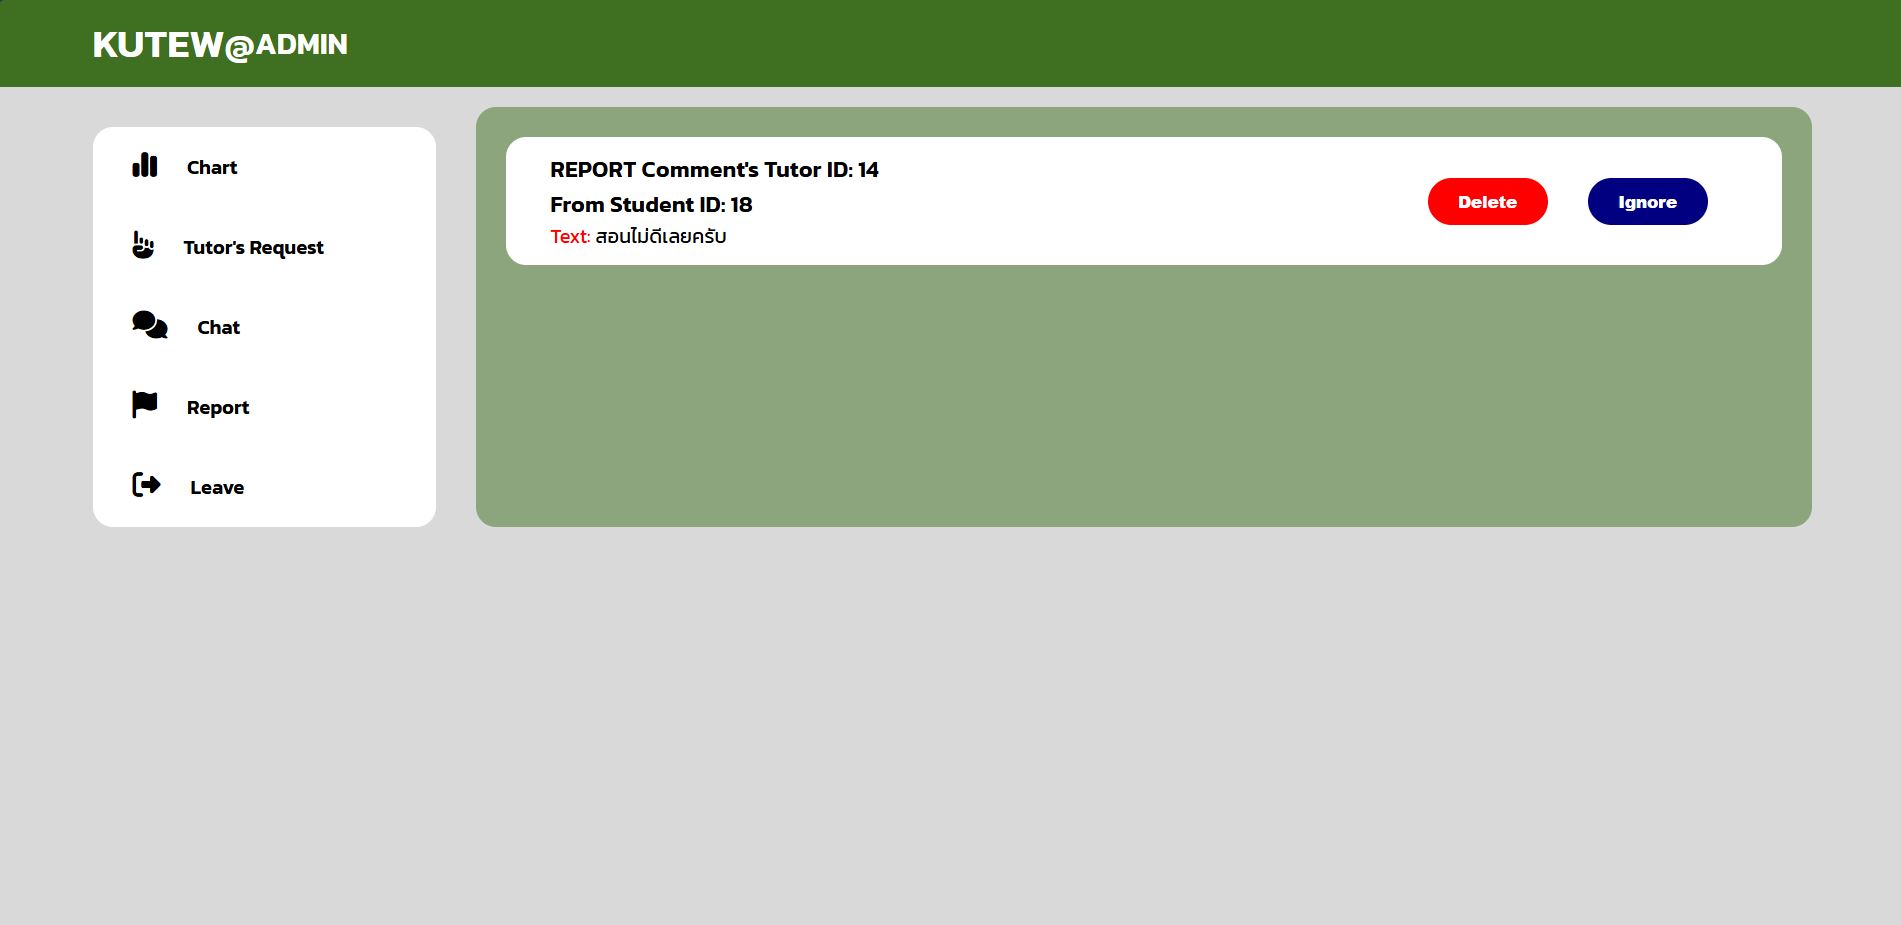 KUTEW@ADMIN
Chart
Tutor's Request
Chat
Report
Leave
REPORT Comment's Tutor ID: 14
From Student ID: 18
Text: สอนไม่ดีเลยครับ
Delete
Ignore